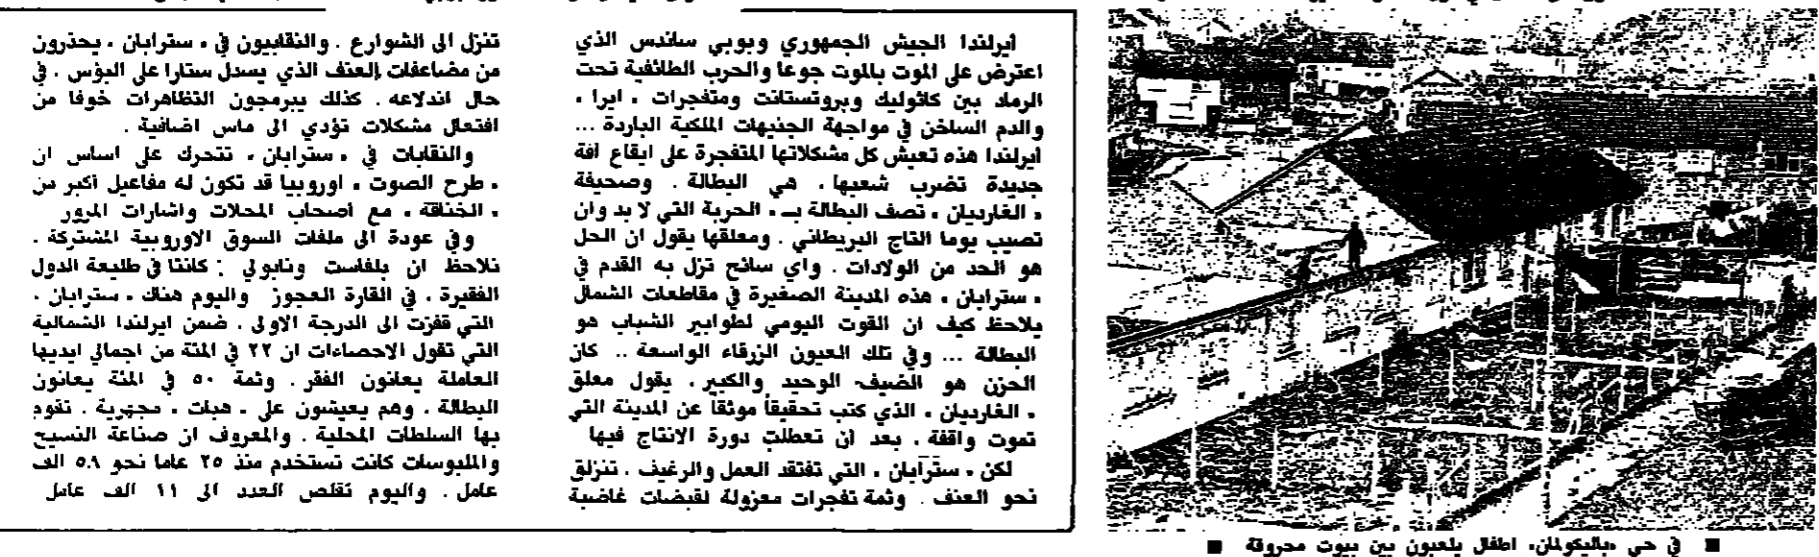 أيرلندا الجيش الجمهوري وبوبي ساندس الذي
اعترض على الموت بالموت جوعا والحرب الطائفية تحت
الرماد بين كاثوليك وبروتستانت ومتفجرات « ايرا »
والدم الساخن في مواجهة الجنيهات الملكية الباردة ...
أيرلندا هذه تعيش كل مشكلاتها المتفجرة على ايقاع آفة
جديدة تضرب شعبها ، هي البطالة . وصحيفة
« الغارديان » تصف البطالة بـ « الحربة التي لا بد وان
تصيب يوما التاج البريطاني . ومعلقها يقول ان الحل
هو الحد من الولادات . واي سائح تزل به القدم في
« سترابان » هذه المدينة الصغيرة في مقاطعات الشمال
يلاحظ كيف ان القوت اليومي لطوابير الشباب هو
البطالة ... وفي تلك العيون الزرقاء الواسعة .. كان
الحزن هو الضيف الوحيد والكبير . يقول معلق
« الغارديان » الذي كتب تحقيقاً موثقا عن المدينة التي
تموت واقفة . بعد ان تعطلت دورة الانتاج فيها
لكن « سترابان » التي تفتقد العمل والرغيف . تنزلق
نحو العنف . وثمة تفجرات معزولة لقبضات غاضبة
تنزل الى الشوارع . والنقابيون في « سترابان » يحذرون
من مضاعفات العنف الذي يسدل ستارا على البؤس . في
حال اندلاعه . كذلك يبرمجون التظاهرات خوفا من
افتعال مشكلات تؤدي الى مآس اضافية .
والنقابات في « سترابان » تتحرك على اساس ان
« طرح الصوت » اوروبيا قد تكون له مفاعيل أكبر من
« الخناقة » مع أصحاب المحلات واشارات المرور
وفي عودة الى ملفات السوق الاوروبية المشتركة .
نلاحظ ان بلفاست ونابولي : كانتا في طليعة الدول
الفقيرة . في القارة العجوز واليوم هناك « سترابان »
التي قفزت الى الدرجة الاولى . ضمن ايرلندا الشمالية
التي تقول الاحصاءات ان ٢٢ في المئة من اجمالي ايديها
العاملة يعانون الفقر . وثمة ٥٠ في المئة يعانون
البطالة . وهم يعيشون على « هبات » مجهرية . تقوم
بها السلطات المحلية . والمعروف ان صناعة النسيج
والملبوسات كانت تستخدم منذ ٢٥ عاما نحو ٥٩ الف
عامل . واليوم تقلص العدد الى ١١ الف عامل
■ في حي «باليكولمان» اطفال يلعبون بين بيوت محروقة ■